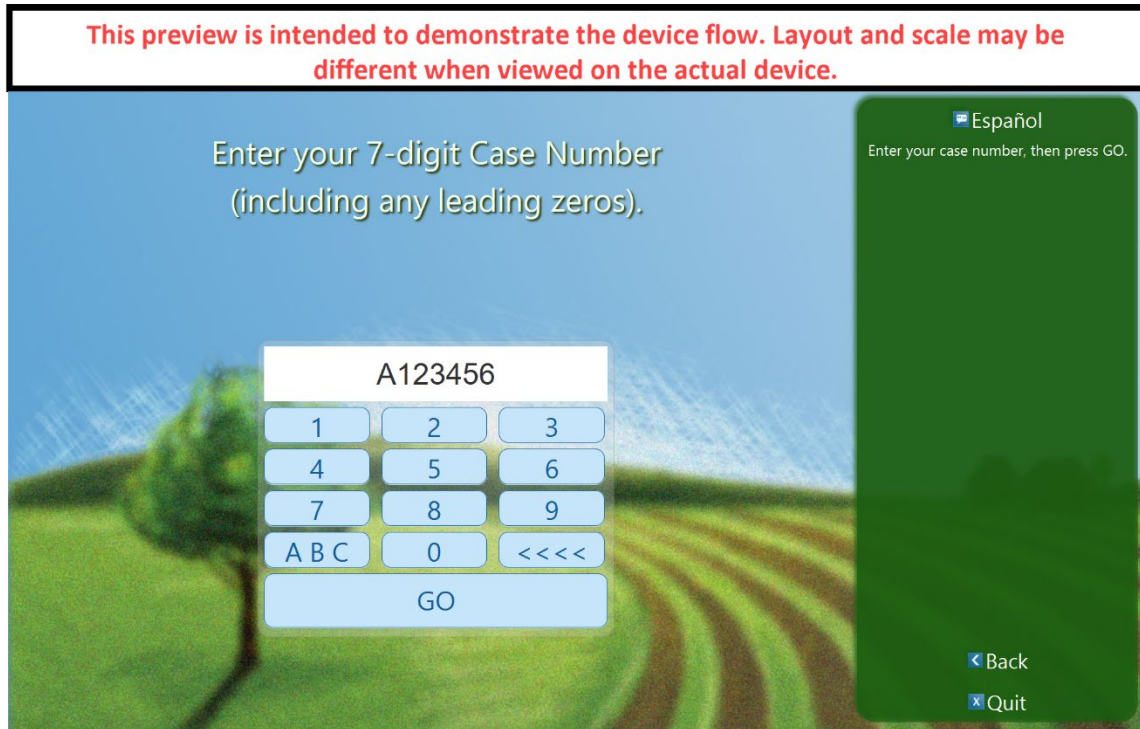 This preview is intended to demonstrate the device flow. Layout and scale may be
different when viewed on the actual device.
Enter your 7-digit Case Number
(including any leading zeros).
A123456
1 2 3
4 5 6
7 8 9
A B C 0 <<<<
GO
Español
Enter your case number, then press GO.
Back
X Quit